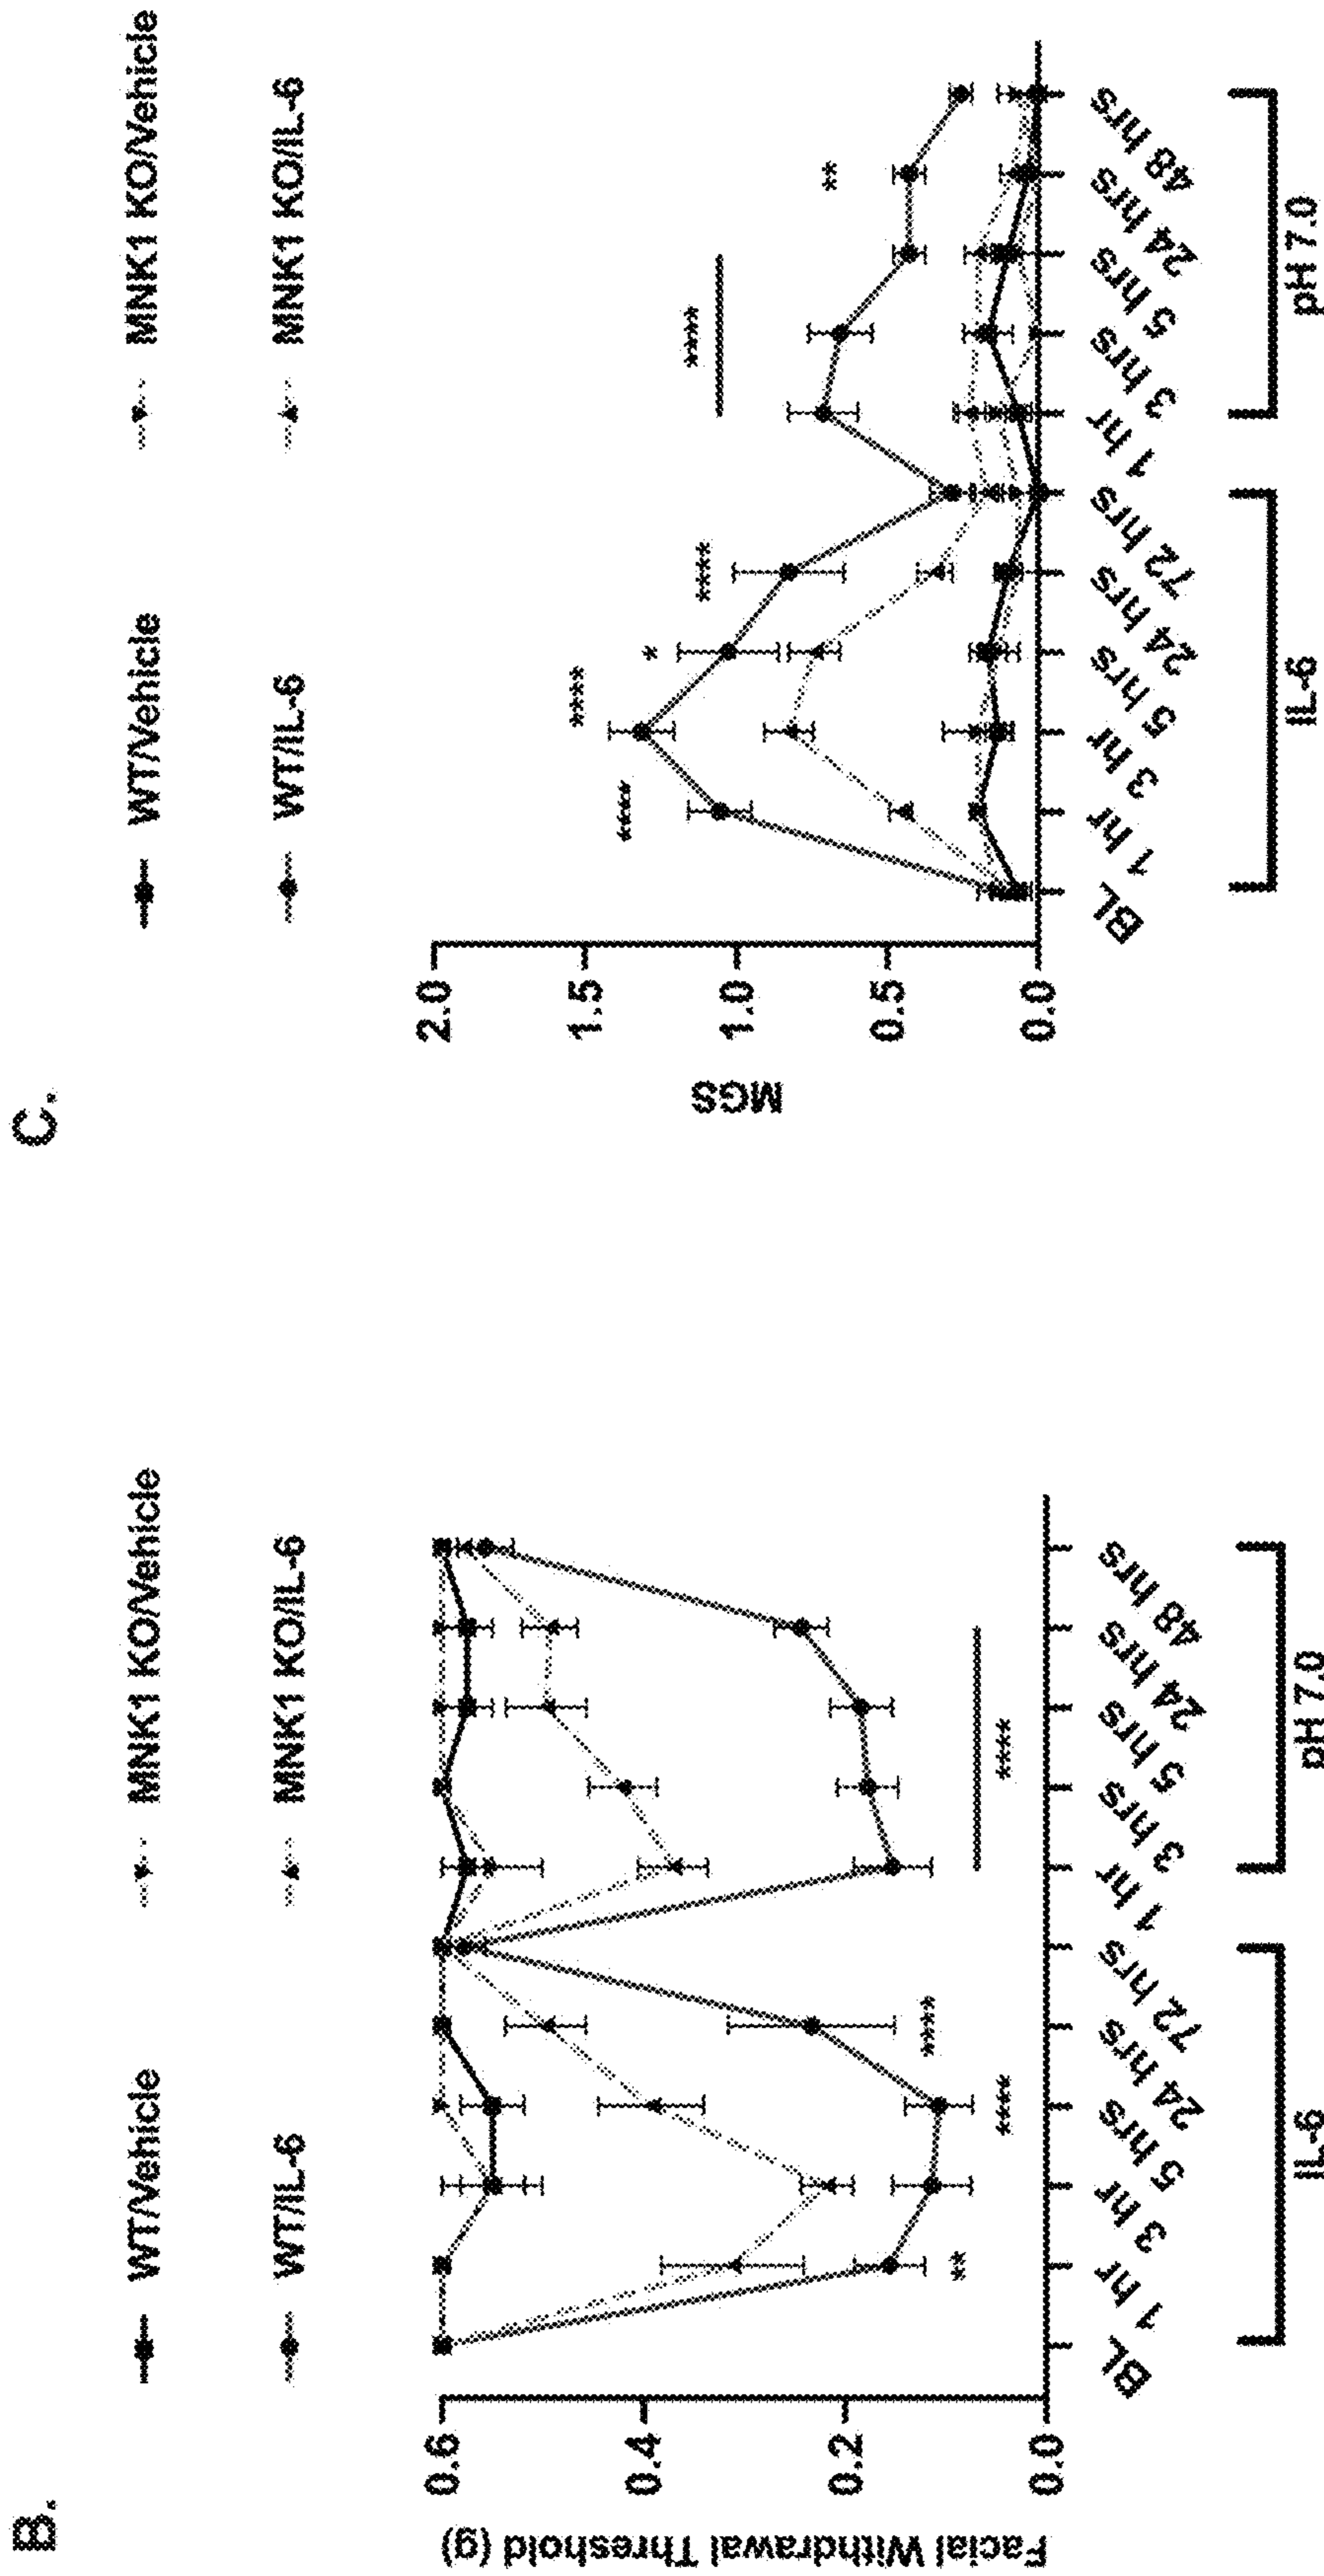 B.
WT/Vehicle MNK1 KO/Vehicle
WT/IL-6 MNK1 KO/IL-6
Facial Withdrawal Threshold (g)
0.6
0.4
0.2
0.0
**
****
****
****
BL 1 hr 3 hr 5 hrs 24 hrs 72 hrs 1 hr 3 hrs 5 hrs 24 hrs 48 hrs
IL-6 pH 7.0
C.
WT/Vehicle MNK1 KO/Vehicle
WT/IL-6 MNK1 KO/IL-6
MGS
2.0
1.5
1.0
0.5
0.0
****
****
*
****
****
**
BL 1 hr 3 hr 5 hrs 24 hrs 72 hrs 1 hr 3 hrs 5 hrs 24 hrs 48 hrs
IL-6 pH 7.0